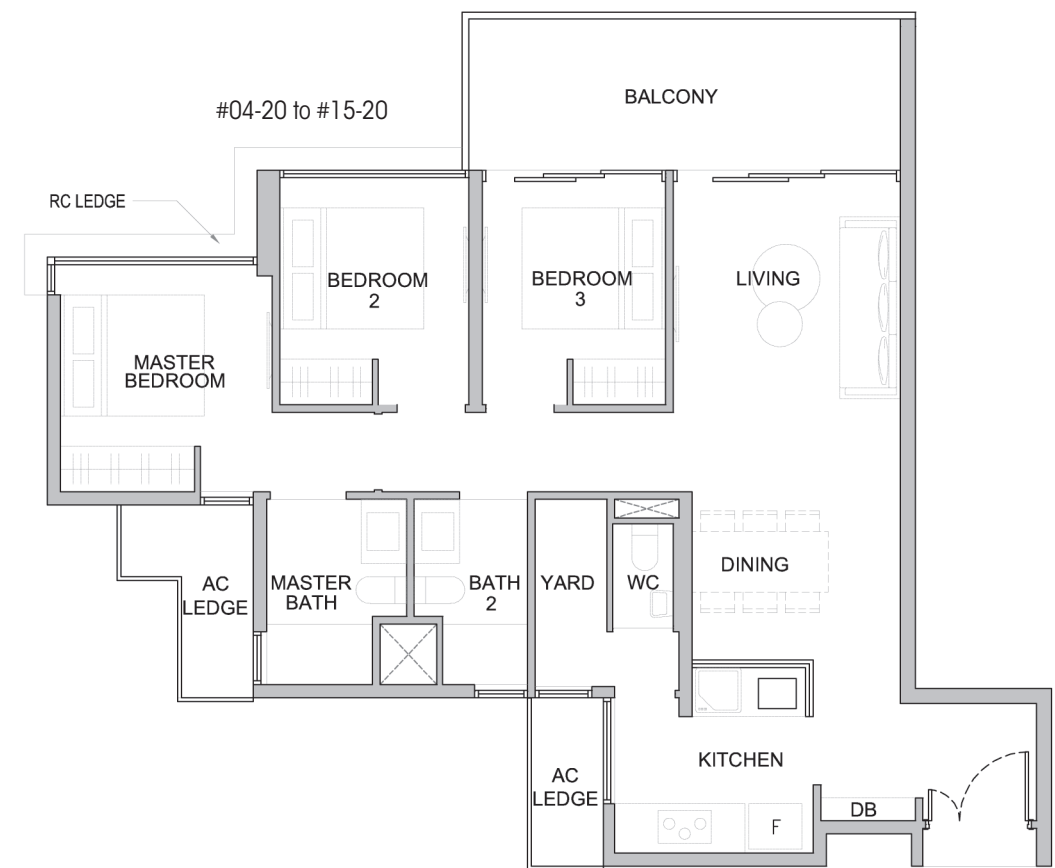 BALCONY
#04-20 to #15-20
RC LEDGE
BEDROOM
2
BEDROOM
3
LIVING
MASTER
BEDROOM
DINING
AC
LEDGE
MASTER
BATH
BATH
2
YARD
WC
KITCHEN
AC
LEDGE
F
DB